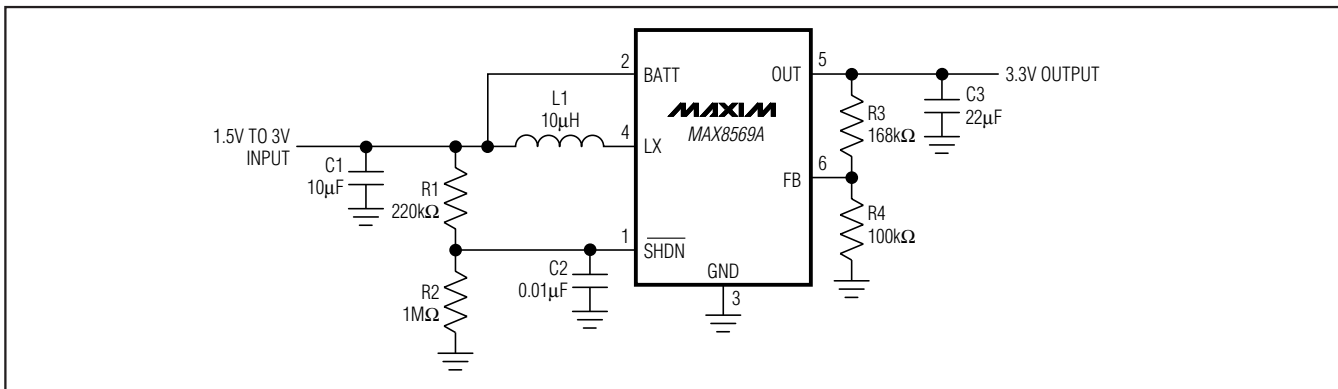 2
BATT
OUT
5
3.3V OUTPUT
L1
10μH
MAXIM
MAX8569A
R3
168kΩ
C3
22μF
1.5V TO 3V
INPUT
4
LX
C1
10μF
R1
220kΩ
6
FB
R4
100kΩ
1
SHDN
C2
0.01μF
GND
3
R2
1MΩ